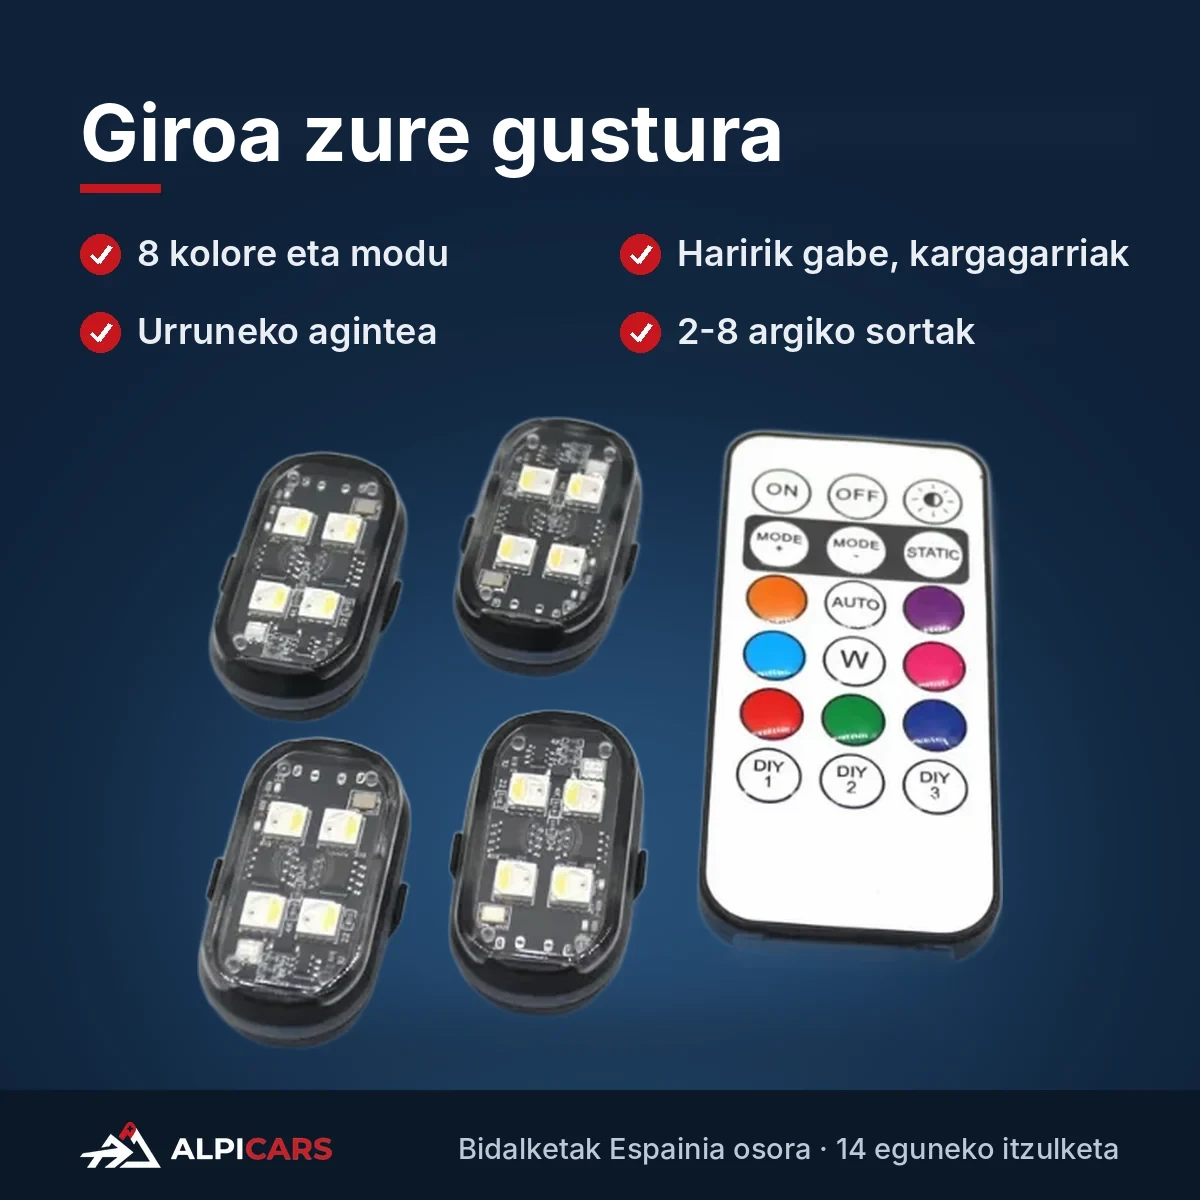 Giroa zure gustura
8 kolore eta modu
Haririk gabe, kargagarriak
Urruneko agintea
2-8 argiko sortak
ON OFF
MODE + MODE - STATIC
AUTO
W
DIY 1 DIY 2 DIY 3
ALPICARS
Bidalketak Espainia osora · 14 eguneko itzulketa